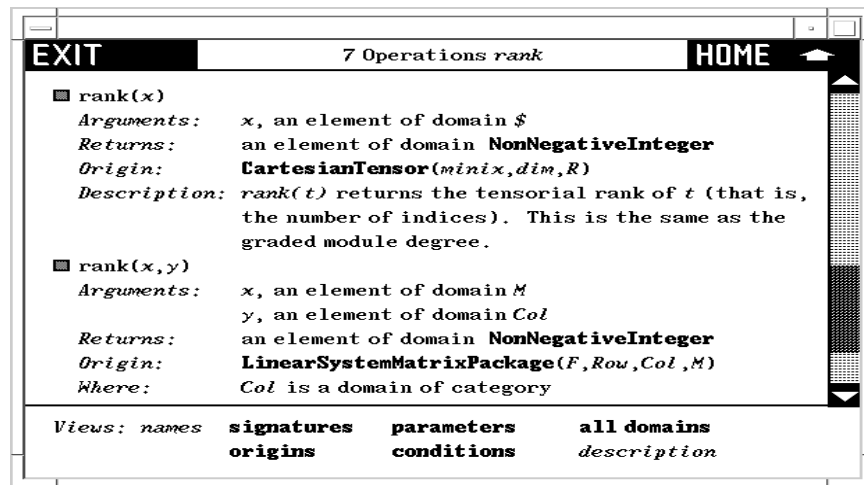 EXIT 7 Operations rank HOME
rank(x)
Arguments: x, an element of domain $
Returns: an element of domain NonNegativeInteger
Origin: CartesianTensor(minix,dim,R)
Description: rank(t) returns the tensorial rank of t (that is,
the number of indices). This is the same as the
graded module degree.
rank(x,y)
Arguments: x, an element of domain M
y, an element of domain Col
Returns: an element of domain NonNegativeInteger
Origin: LinearSystemMatrixPackage(F,Row,Col,M)
Where: Col is a domain of category
Views: names signatures parameters all domains
origins conditions description